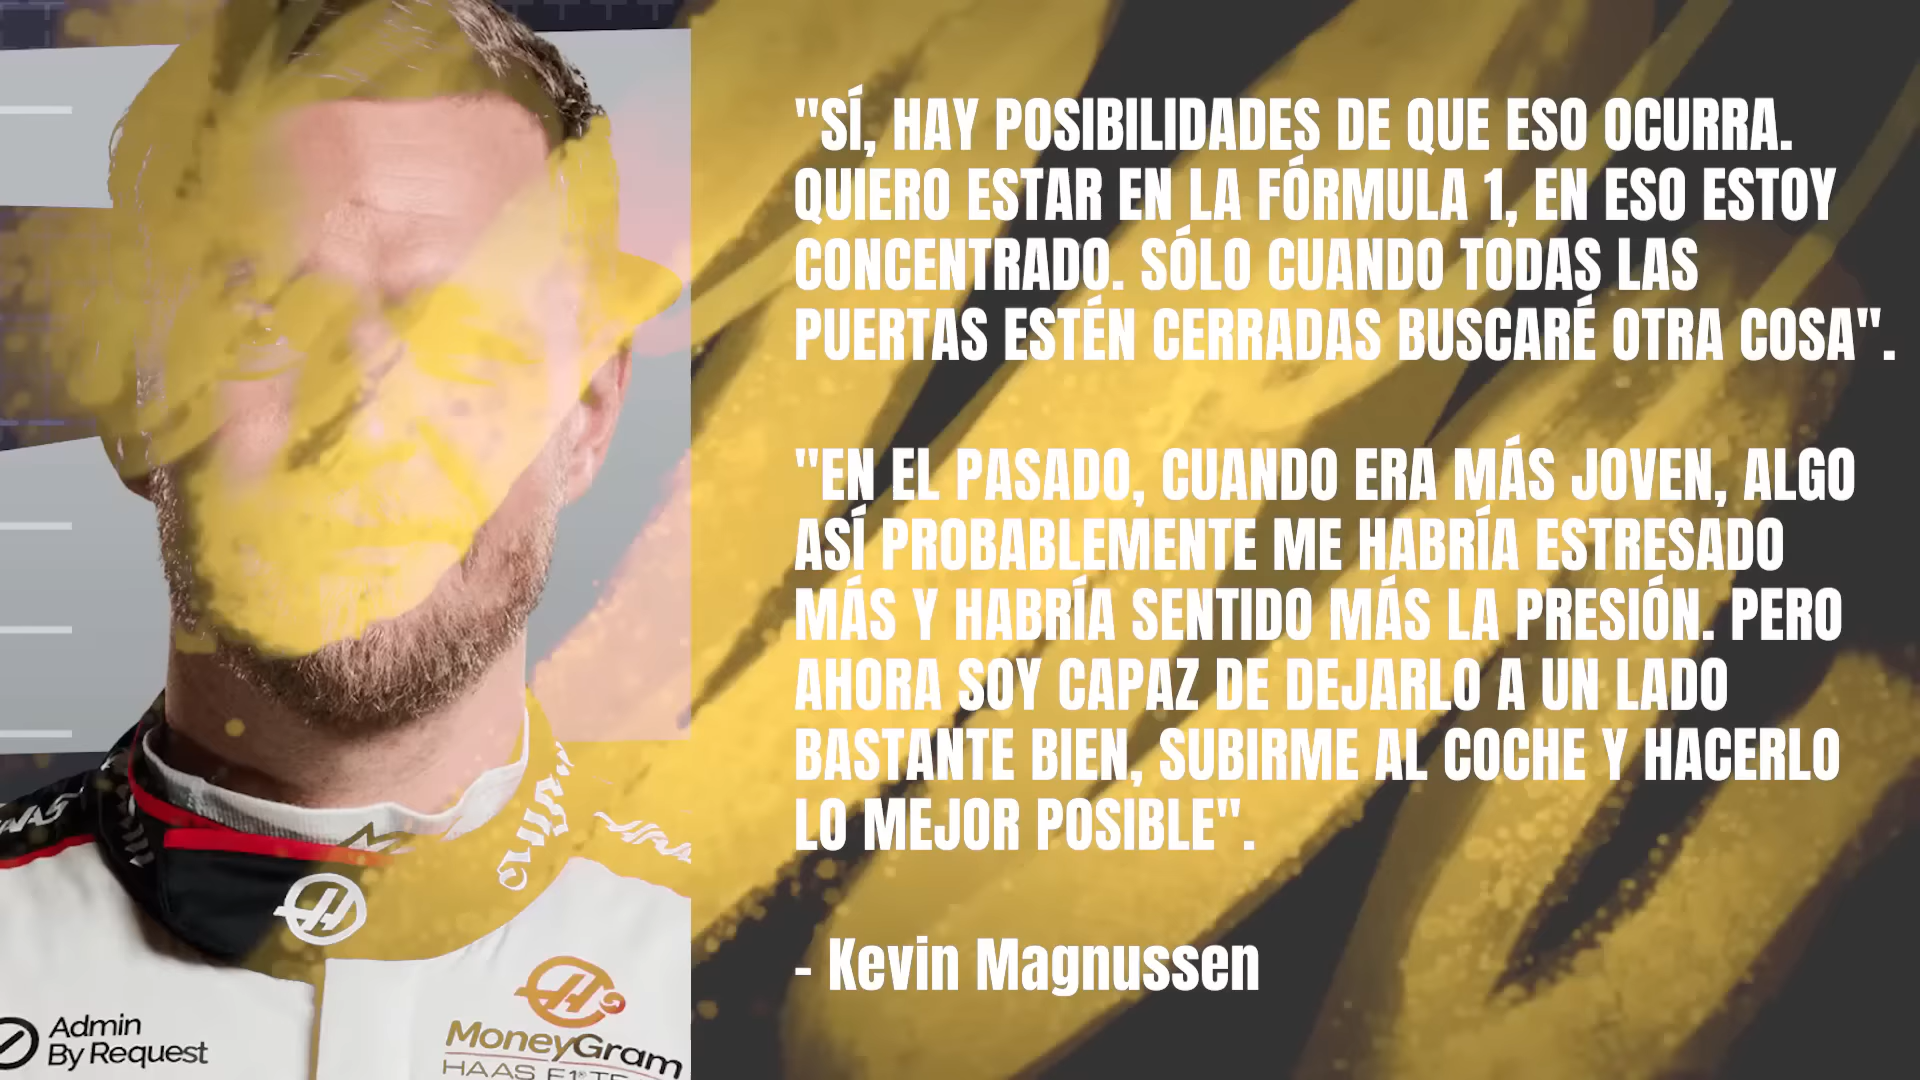 "SÍ, HAY POSIBILIDADES DE QUE ESO OCURRA.
QUIERO ESTAR EN LA FÓRMULA 1, EN ESO ESTOY
CONCENTRADO. SÓLO CUANDO TODAS LAS
PUERTAS ESTÉN CERRADAS BUSCARÉ OTRA COSA".
"EN EL PASADO, CUANDO ERA MÁS JOVEN, ALGO
ASÍ PROBABLEMENTE ME HABRÍA ESTRESADO
MÁS Y HABRÍA SENTIDO MÁS LA PRESIÓN. PERO
AHORA SOY CAPAZ DE DEJARLO A UN LADO
BASTANTE BIEN, SUBIRME AL COCHE Y HACERLO
LO MEJOR POSIBLE".
- Kevin Magnussen
Admin
By Request
MoneyGram
HAAS F1